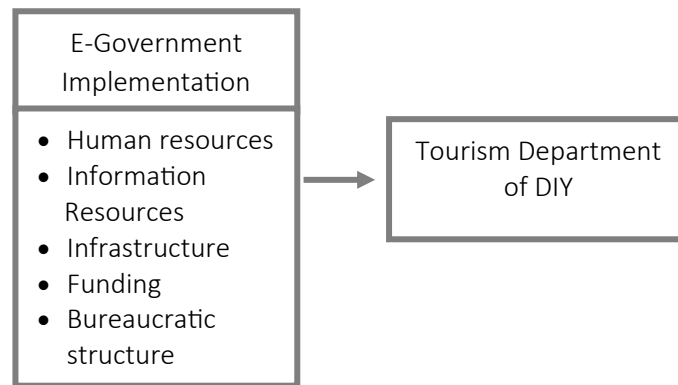 E-Government
Implementation
• Human resources
• Information
Resources
• Infrastructure
• Funding
• Bureaucratic
structure
Tourism Department
of DIY